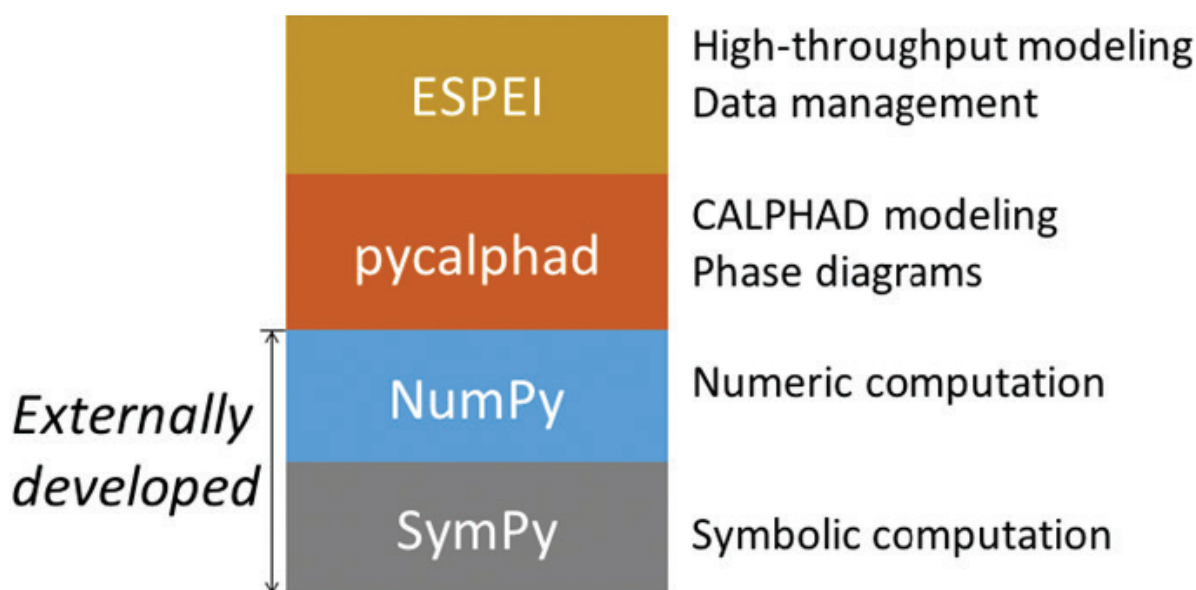 ESPEI
High-throughput modeling
Data management
pycalphad
CALPHAD modeling
Phase diagrams
Externally
developed
NumPy
Numeric computation
SymPy
Symbolic computation